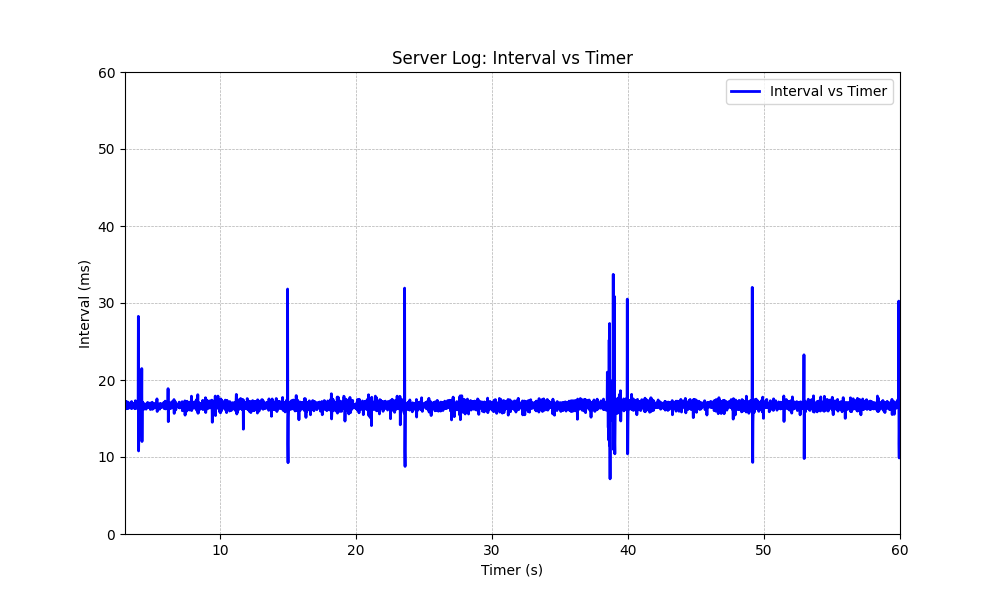 Server Log: Interval vs Timer
Interval vs Timer
60
50
40
30
20
10
0
Interval (ms)
10 20 30 40 50 60
Timer (s)